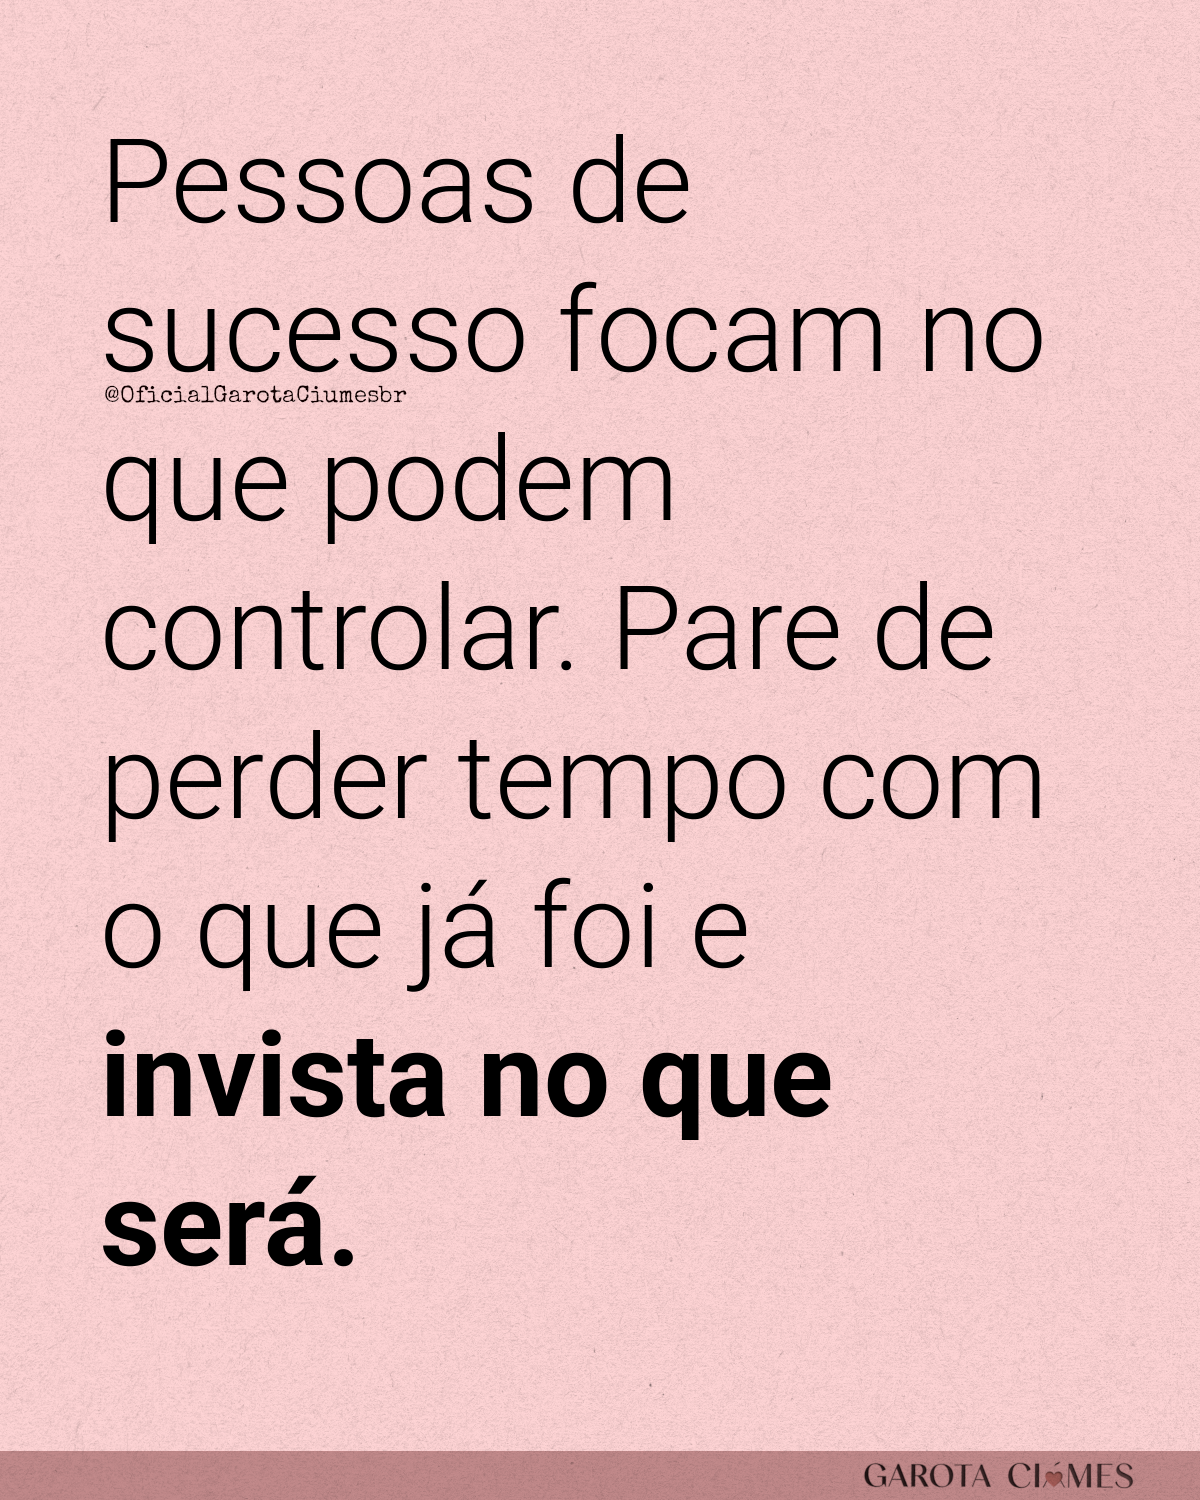 Pessoas de
sucesso focam no
@OficialGarotaCiumesbr
que podem
controlar. Pare de
perder tempo com
o que já foi e
invista no que
será.
GAROTA CIÚMES